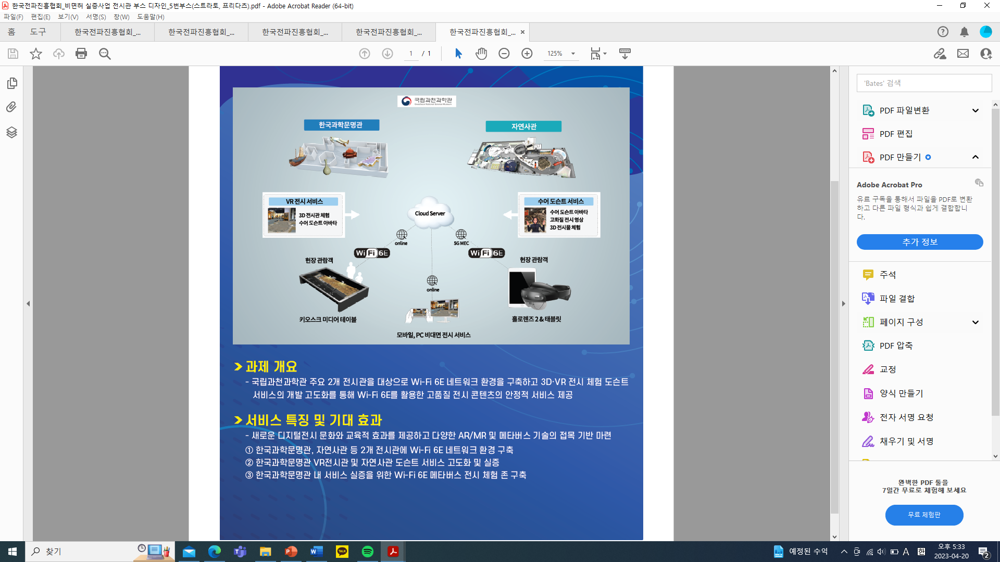 한국전파진흥협회_비면허 실증사업 전시관 부스 디자인_5번부스(스트라토, 프리다츠).pdf - Adobe Acrobat Reader (64-bit)
파일(F) 편집(E) 보기(V) 서명(S) 창(W) 도움말(H)
홈 도구 한국전파진흥협회_... 한국전파진흥협회_... 한국전파진흥협회_... 한국전파진흥협회_... 한국전파진흥협회_...
1 / 1 125%
국립과천과학관
Gwacheon National Science Museum
한국과학문명관
자연사관
VR 전시 서비스
3D 전시관 체험
수어 도슨트 아바타
Cloud Server
수어 도슨트 서비스
수어 도슨트 아바타
고화질 전시 영상
3D 전시물 체험
online
5G MEC
Wi Fi 6E
Wi Fi 6E
현장 관람객
현장 관람객
online
키오스크 미디어 테이블
홀로렌즈 2 & 태블릿
모바일, PC 비대면 전시 서비스
과제 개요
- 국립과천과학관 주요 2개 전시관을 대상으로 Wi-Fi 6E 네트워크 환경을 구축하고 3D·VR 전시 체험 도슨트
서비스의 개발 고도화를 통해 Wi-Fi 6E를 활용한 고품질 전시 콘텐츠의 안정적 서비스 제공
서비스 특징 및 기대 효과
- 새로운 디지털전시 문화와 교육적 효과를 제공하고 다양한 AR/MR 및 메타버스 기술의 접목 기반 마련
① 한국과학문명관, 자연사관 등 2개 전시관에 Wi-Fi 6E 네트워크 환경 구축
② 한국과학문명관 VR전시관 및 자연사관 도슨트 서비스 고도화 및 실증
③ 한국과학문명관 내 서비스 실증을 위한 Wi-Fi 6E 메타버스 전시 체험 존 구축
'Bates' 검색
PDF 파일변환
PDF 편집
PDF 만들기
Adobe Acrobat Pro
유료 구독을 통해서 파일을 PDF로 변환
하고 다른 파일 형식과 쉽게 결합합니
다.
추가 정보
주석
파일 결합
페이지 구성
PDF 압축
교정
양식 만들기
전자 서명 요청
채우기 및 서명
완벽한 PDF 툴을
7일간 무료로 체험해 보세요
무료 체험판
찾기
TALK
예정된 수익
A 한
오후 5:33
2023-04-20
2